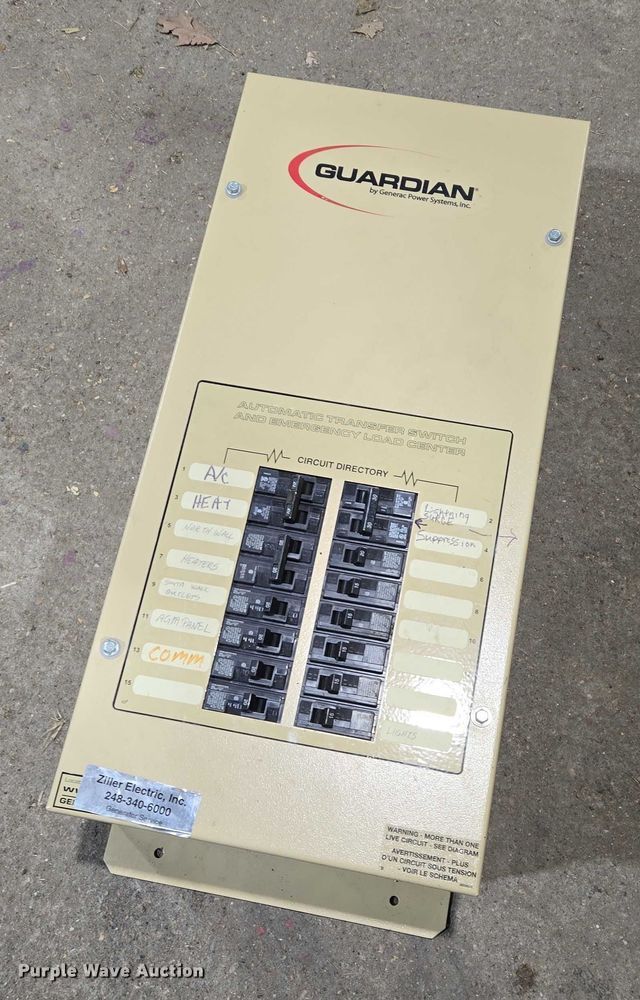 GUARDIAN
by Generac Power Systems, Inc.
AUTOMATIC TRANSFER SWITCH
AND EMERGENCY LOAD CENTER
CIRCUIT DIRECTORY
1 A/C
3 HEAT
5 NORTH WALL
7 HEATERS
9 SOUTH WALL
OUTLETS
11 AGM PANEL
13 COMM
15
Lightning
SURGE
2
Suppression
4
6
8
10
LIGHTS
Ziller Electric, Inc.
248-340-6000
Generator Service
WARNING - MORE THAN ONE
LIVE CIRCUIT - SEE DIAGRAM
AVERTISSEMENT - PLUS
D'UN CIRCUIT SOUS TENSION
- VOIR LE SCHEMA
Purple Wave Auction